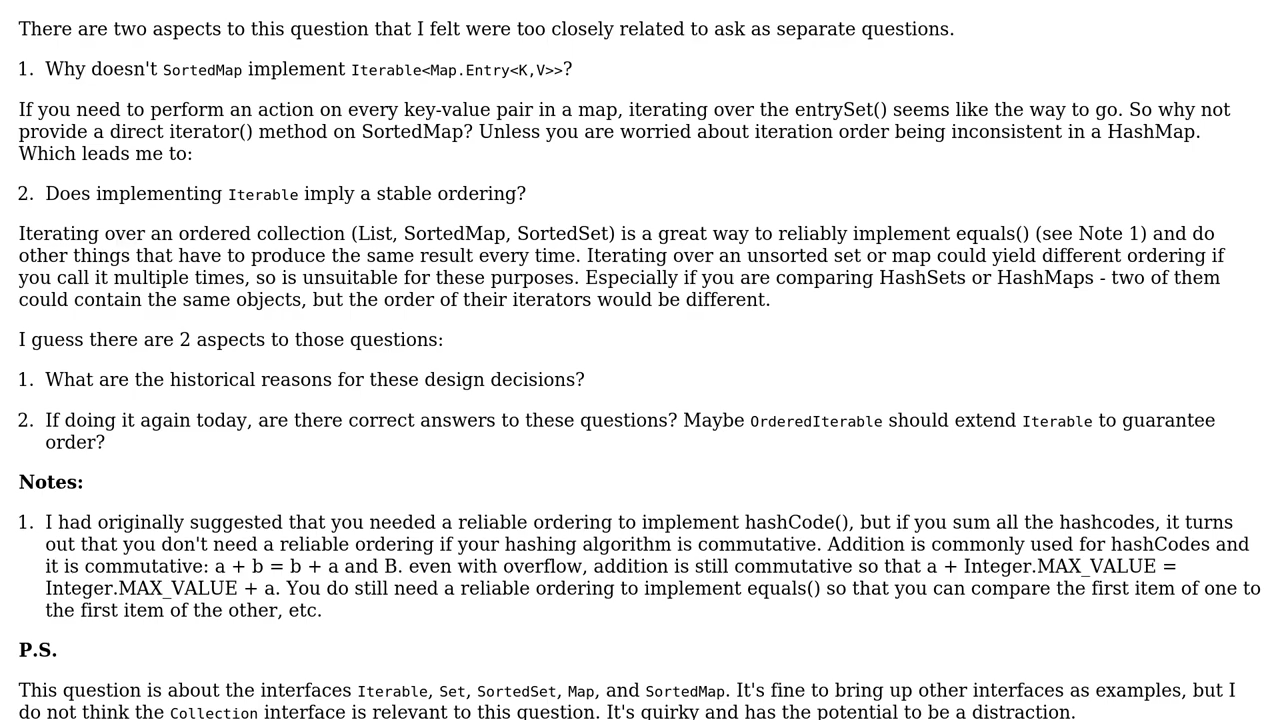 There are two aspects to this question that I felt were too closely related to ask as separate questions.
1. Why doesn't SortedMap implement Iterable<Map.Entry<K,V>>?
If you need to perform an action on every key-value pair in a map, iterating over the entrySet() seems like the way to go. So why not
provide a direct iterator() method on SortedMap? Unless you are worried about iteration order being inconsistent in a HashMap.
Which leads me to:
2. Does implementing Iterable imply a stable ordering?
Iterating over an ordered collection (List, SortedMap, SortedSet) is a great way to reliably implement equals() (see Note 1) and do
other things that have to produce the same result every time. Iterating over an unsorted set or map could yield different ordering if
you call it multiple times, so is unsuitable for these purposes. Especially if you are comparing HashSets or HashMaps - two of them
could contain the same objects, but the order of their iterators would be different.
I guess there are 2 aspects to those questions:
1. What are the historical reasons for these design decisions?
2. If doing it again today, are there correct answers to these questions? Maybe OrderedIterable should extend Iterable to guarantee
order?
Notes:
1. I had originally suggested that you needed a reliable ordering to implement hashCode(), but if you sum all the hashcodes, it turns
out that you don't need a reliable ordering if your hashing algorithm is commutative. Addition is commonly used for hashCodes and
it is commutative: a + b = b + a and B. even with overflow, addition is still commutative so that a + Integer.MAX_VALUE =
Integer.MAX_VALUE + a. You do still need a reliable ordering to implement equals() so that you can compare the first item of one to
the first item of the other, etc.
P.S.
This question is about the interfaces Iterable, Set, SortedSet, Map, and SortedMap. It's fine to bring up other interfaces as examples, but I
do not think the Collection interface is relevant to this question. It's quirky and has the potential to be a distraction.